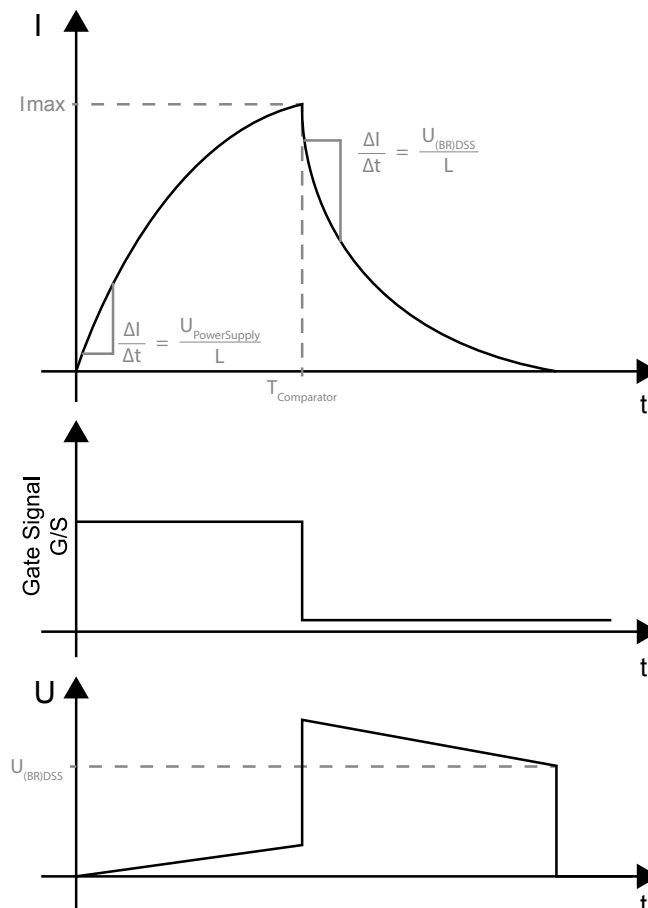 I
Imax
ΔI/Δt = U(BR)DSS/L
ΔI/Δt = UPowerSupply/L
TComparator
t
Gate Signal
G/S
t
U
U(BR)DSS
t